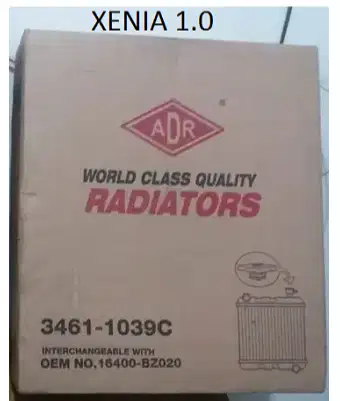 XENIA 1.0
ADR
®
WORLD CLASS QUALITY
RADIATORS
3461-1039C
INTERCHANGEABLE WITH
OEM NO.16400-BZ020